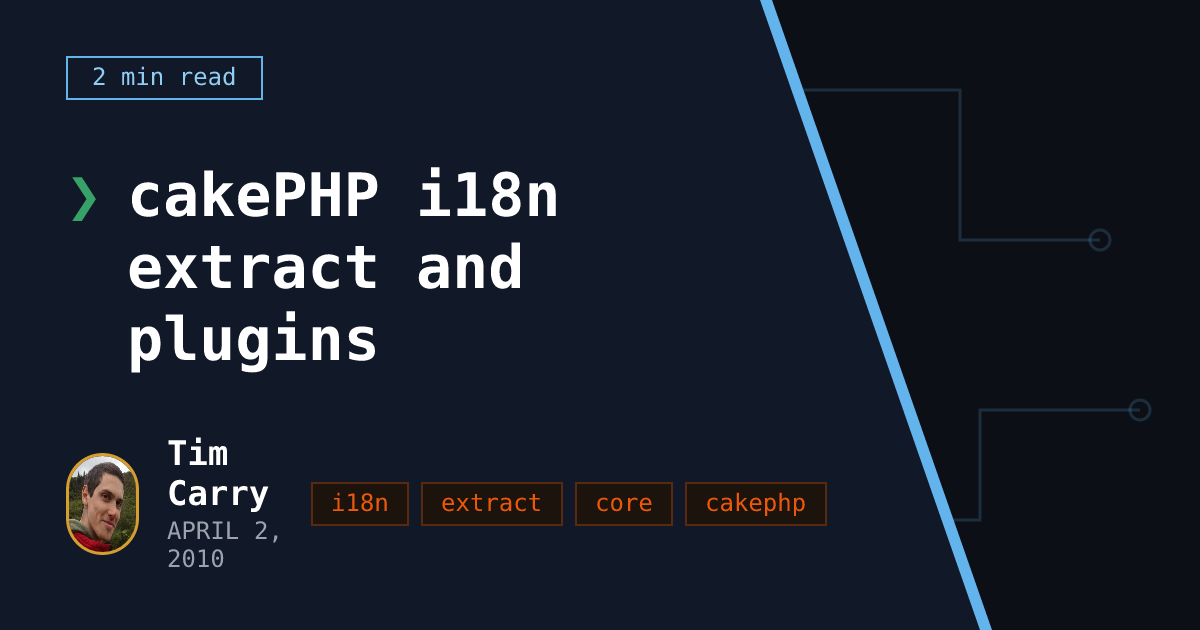 2 min read
❯ cakePHP i18n
extract and
plugins
Tim
Carry
APRIL 2,
2010
i18n extract core cakephp